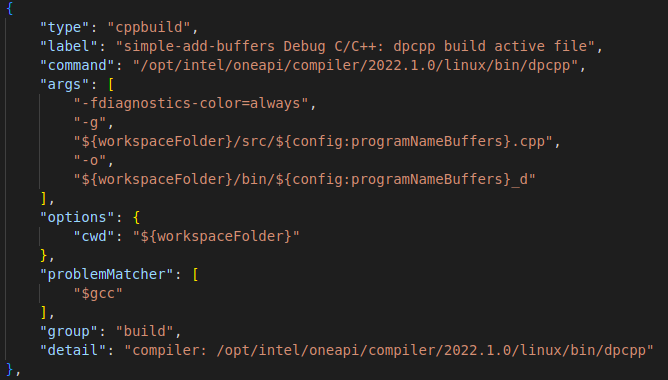 {
    "type": "cppbuild",
    "label": "simple-add-buffers Debug C/C++: dpcpp build active file",
    "command": "/opt/intel/oneapi/compiler/2022.1.0/linux/bin/dpcpp",
    "args": [
        "-fdiagnostics-color=always",
        "-g",
        "${workspaceFolder}/src/${config:programNameBuffers}.cpp",
        "-o",
        "${workspaceFolder}/bin/${config:programNameBuffers}_d"
    ],
    "options": {
        "cwd": "${workspaceFolder}"
    },
    "problemMatcher": [
        "$gcc"
    ],
    "group": "build",
    "detail": "compiler: /opt/intel/oneapi/compiler/2022.1.0/linux/bin/dpcpp"
},